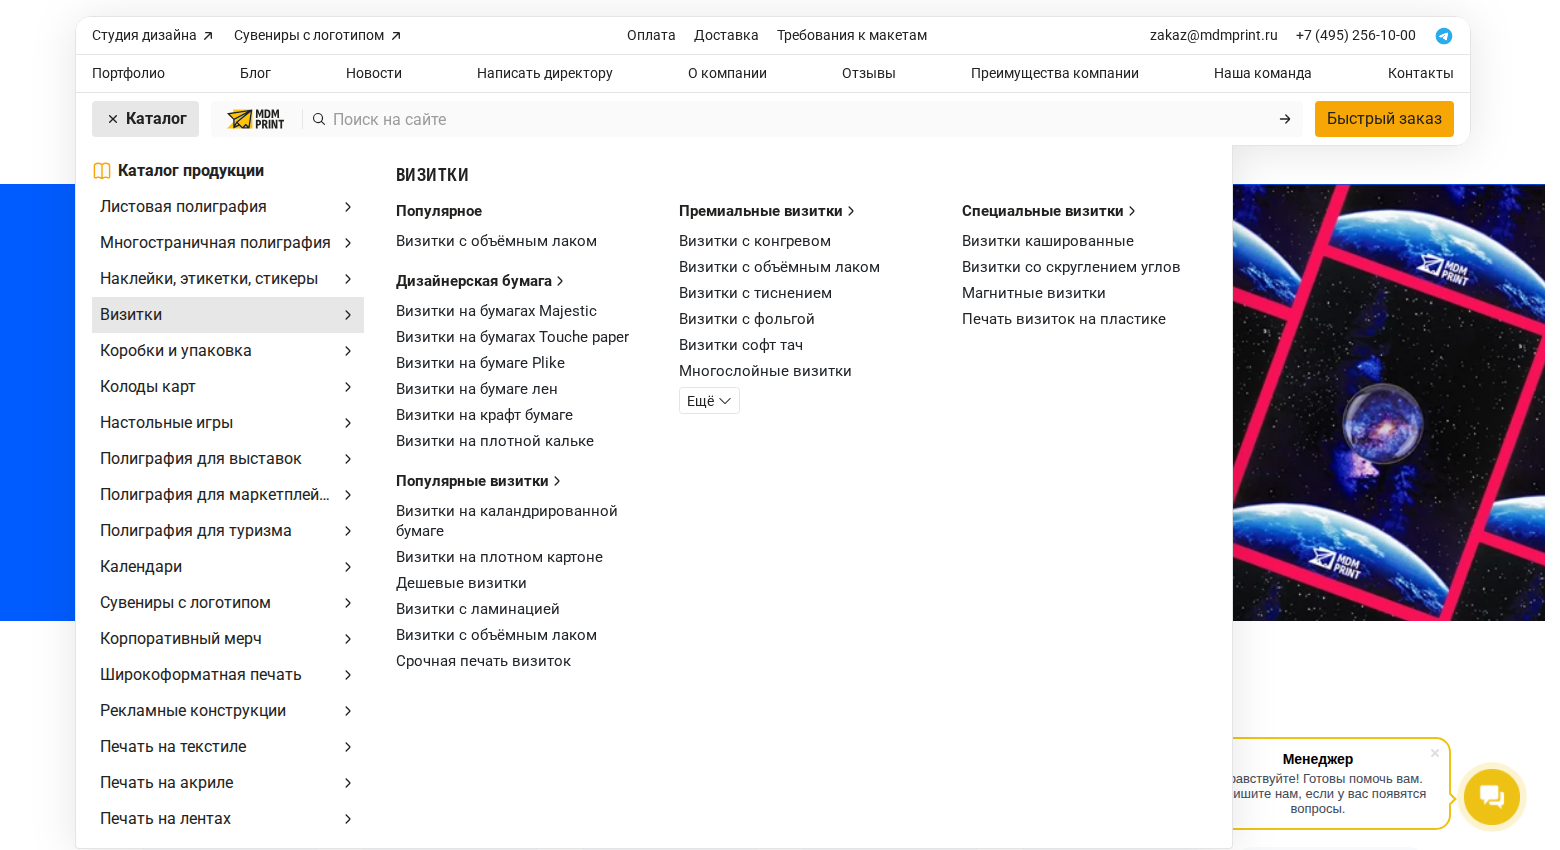 Студия дизайна
Сувениры с логотипом
Оплата
Доставка
Требования к макетам
zakaz@mdmprint.ru
+7 (495) 256-10-00
Портфолио
Блог
Новости
Написать директору
О компании
Отзывы
Преимущества компании
Наша команда
Контакты
Каталог
MDM
PRINT
Поиск на сайте
Быстрый заказ
Каталог продукции
Листовая полиграфия
Многостраничная полиграфия
Наклейки, этикетки, стикеры
Визитки
Коробки и упаковка
Колоды карт
Настольные игры
Полиграфия для выставок
Полиграфия для маркетплей...
Полиграфия для туризма
Календари
Сувениры с логотипом
Корпоративный мерч
Широкоформатная печать
Рекламные конструкции
Печать на текстиле
Печать на акриле
Печать на лентах
ВИЗИТКИ
Популярное
Визитки с объёмным лаком
Дизайнерская бумага
Визитки на бумагах Majestic
Визитки на бумагах Touche paper
Визитки на бумаге Plike
Визитки на бумаге лен
Визитки на крафт бумаге
Визитки на плотной кальке
Популярные визитки
Визитки на каландрированной
бумаге
Визитки на плотном картоне
Дешевые визитки
Визитки с ламинацией
Визитки с объёмным лаком
Срочная печать визиток
Премиальные визитки
Визитки с конгревом
Визитки с объёмным лаком
Визитки с тиснением
Визитки с фольгой
Визитки софт тач
Многослойные визитки
Ещё
Специальные визитки
Визитки кашированные
Визитки со скруглением углов
Магнитные визитки
Печать визиток на пластике
MDM
PRINT
MDM
PRINT
Менеджер
равствуйте! Готовы помочь вам.
ишите нам, если у вас появятся
вопросы.